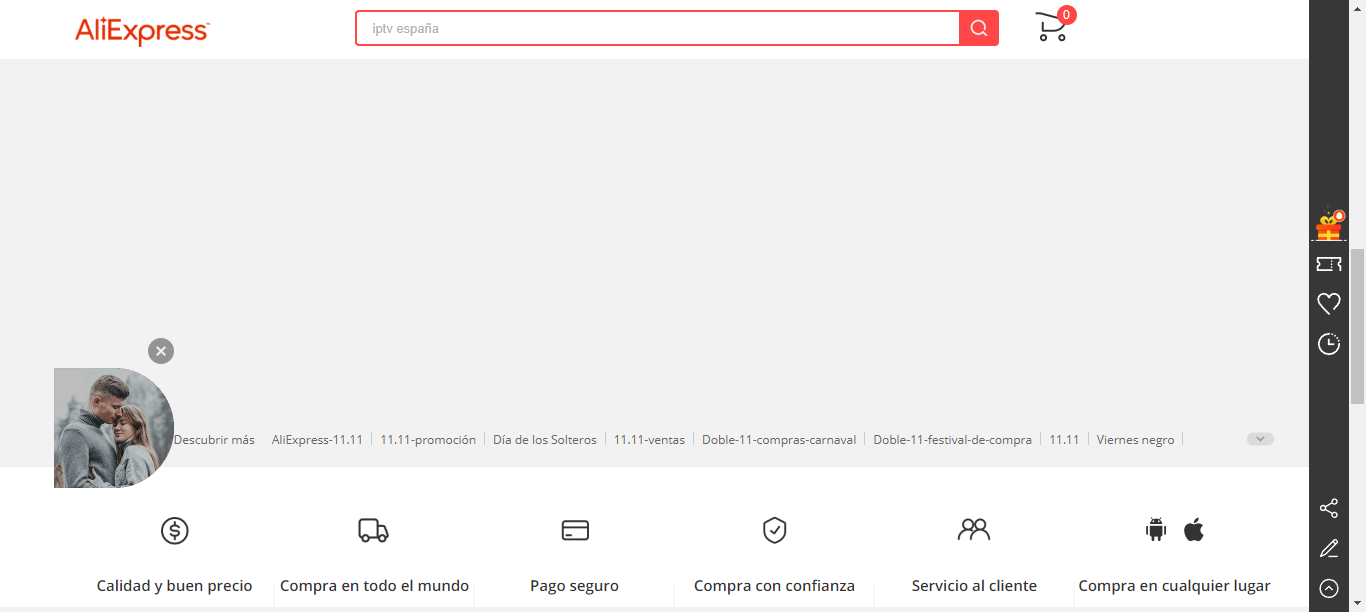 AliExpress™
iptv españa
0
Descubrir más AliExpress-11.11 11.11-promoción Día de los Solteros 11.11-ventas Doble-11-compras-carnaval Doble-11-festival-de-compra 11.11 Viernes negro
Calidad y buen precio Compra en todo el mundo Pago seguro Compra con confianza Servicio al cliente Compra en cualquier lugar